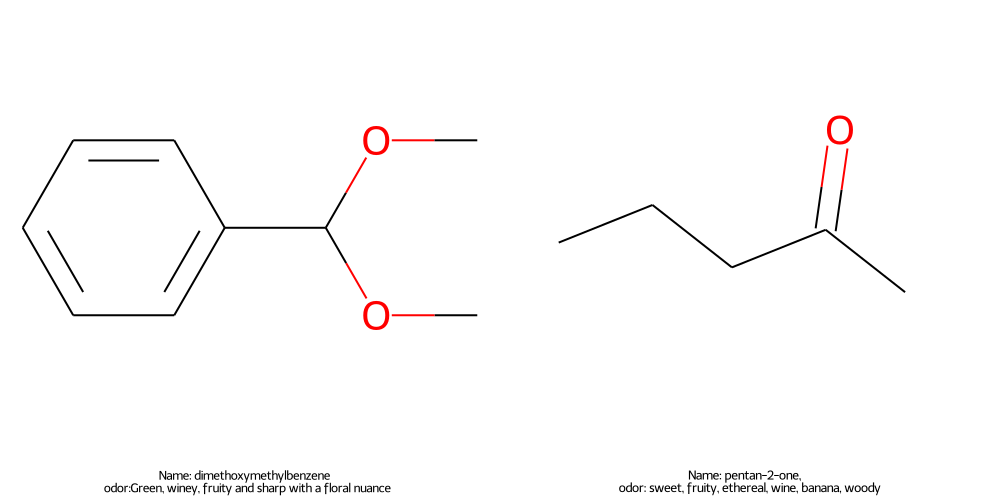 O
O
O
Name: dimethoxymethylbenzene
odor:Green, winey, fruity and sharp with a floral nuance
Name: pentan-2-one,
odor: sweet, fruity, ethereal, wine, banana, woody